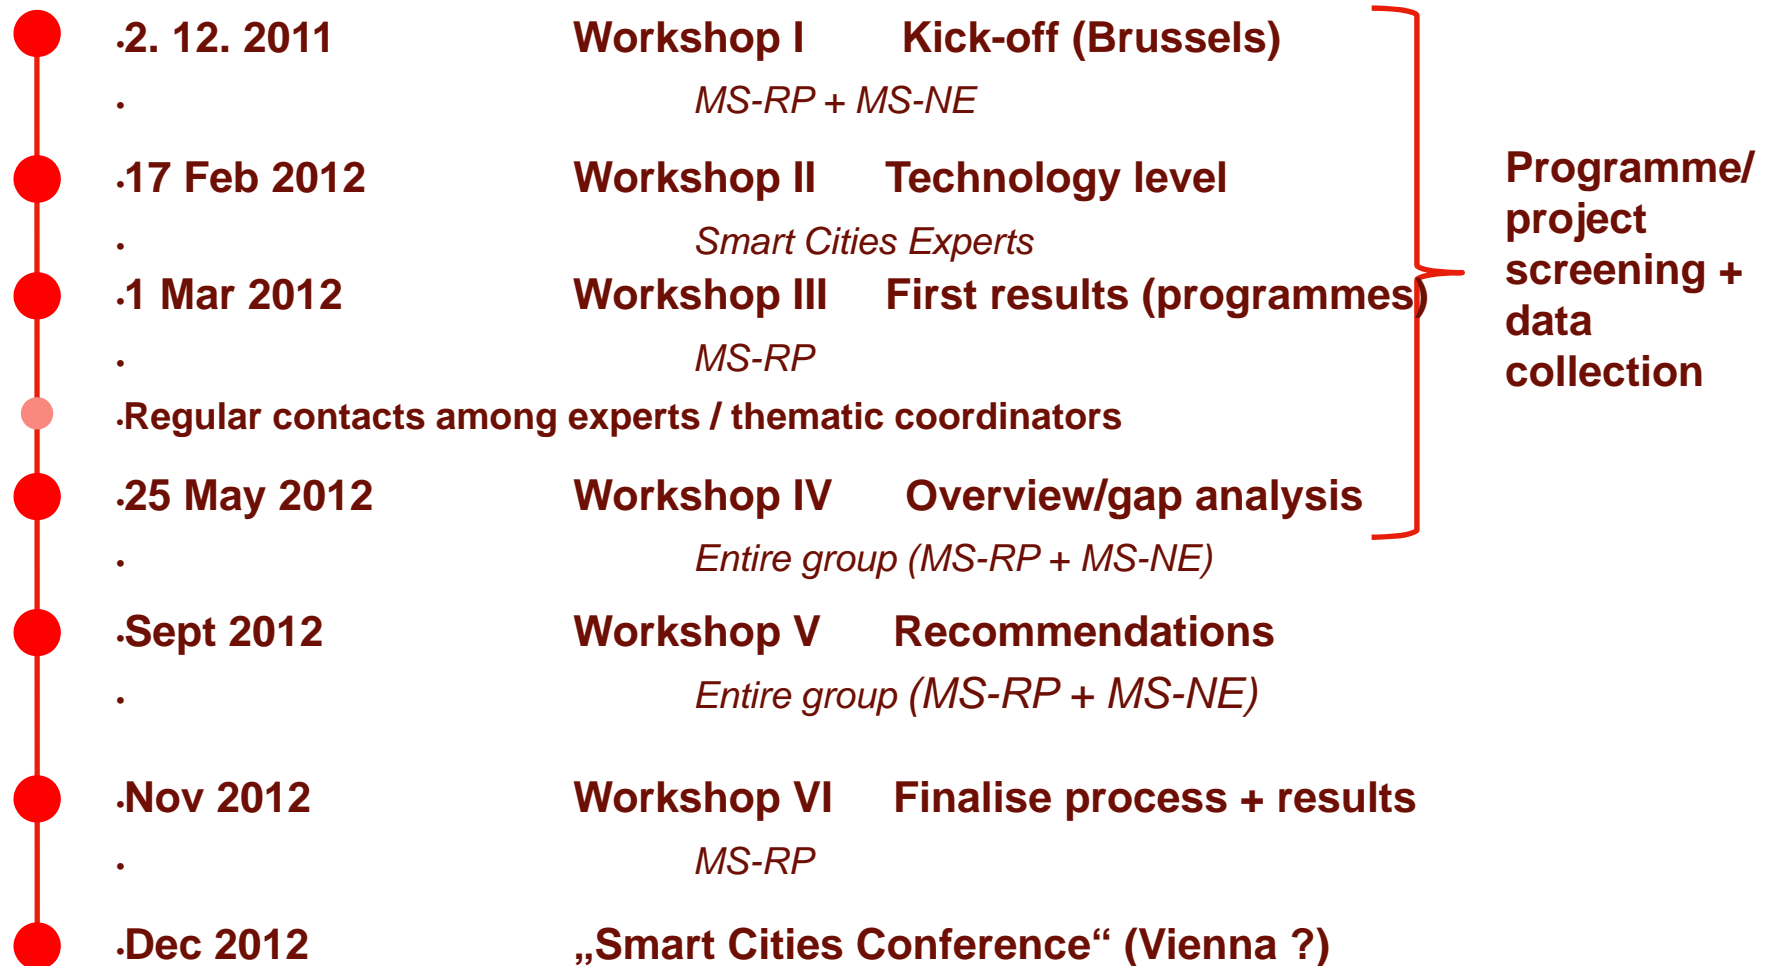 .2. 12. 2011 Workshop I Kick-off (Brussels)
• MS-RP + MS-NE
.17 Feb 2012 Workshop II Technology level
• Smart Cities Experts
.1 Mar 2012 Workshop III First results (programmes)
• MS-RP
.Regular contacts among experts / thematic coordinators
.25 May 2012 Workshop IV Overview/gap analysis
• Entire group (MS-RP + MS-NE)
.Sept 2012 Workshop V Recommendations
• Entire group (MS-RP + MS-NE)
.Nov 2012 Workshop VI Finalise process + results
• MS-RP
.Dec 2012 „Smart Cities Conference“ (Vienna ?)
Programme/
project
screening +
data
collection